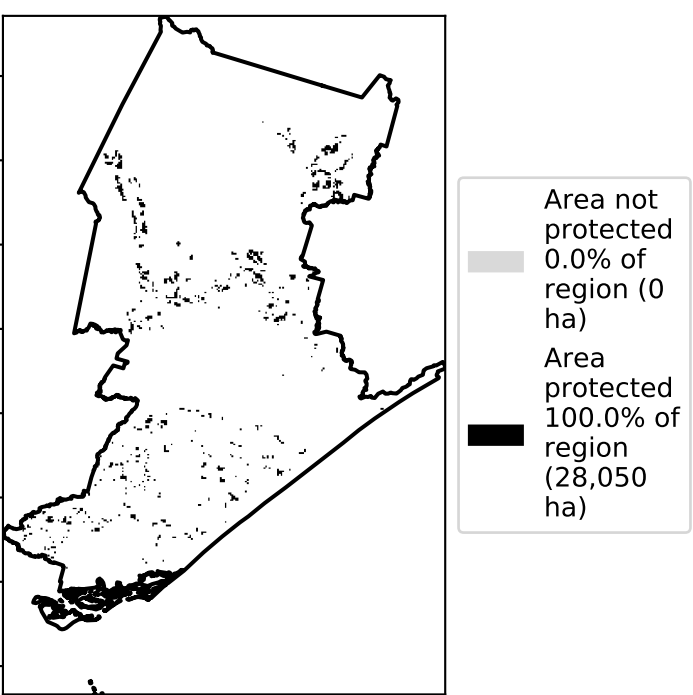 Area not
protected
0.0% of
region (0
ha)
Area
protected
100.0% of
region
(28,050
ha)